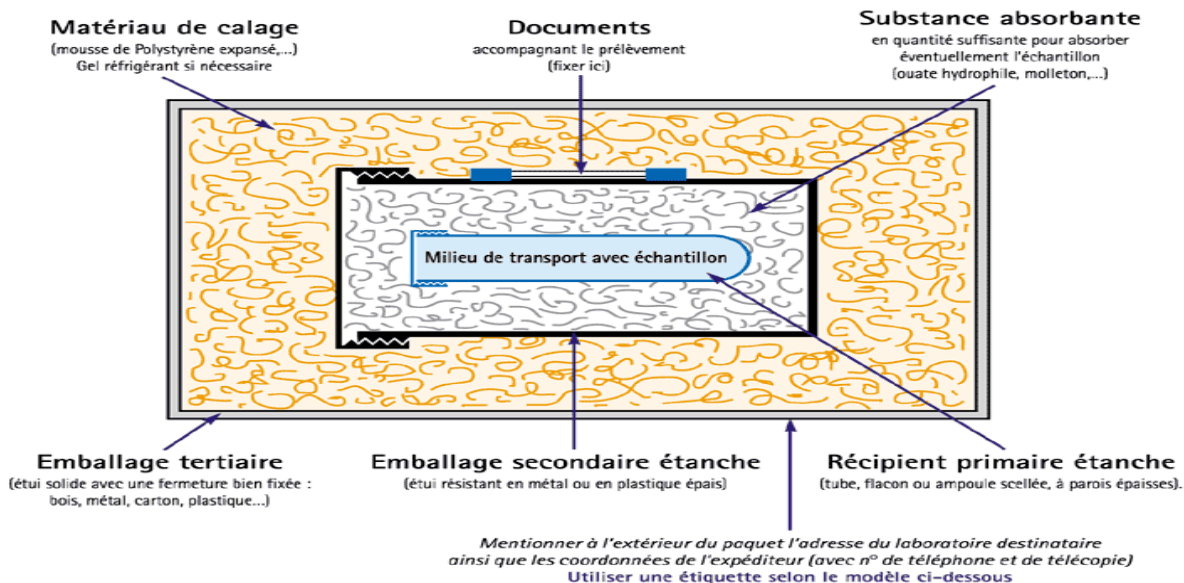 Matériau de calage
(mousse de Polystyrène expansé,...)
Gel réfrigérant si nécessaire
Documents
accompagnant le prélèvement
(fixer ici)
Substance absorbante
en quantité suffisante pour absorber
éventuellement l'échantillon
(ouate hydrophile, molleton,...)
Milieu de transport avec échantillon
Emballage tertiaire
(étui solide avec une fermeture bien fixée :
bois, métal, carton, plastique...)
Emballage secondaire étanche
(étui résistant en métal ou en plastique épais)
Récipient primaire étanche
(tube, flacon ou ampoule scellée, à parois épaisses).
Mentionner à l'extérieur du paquet l'adresse du laboratoire destinataire
ainsi que les coordonnées de l'expéditeur (avec n° de téléphone et de télécopie)
Utiliser une étiquette selon le modèle ci-dessous